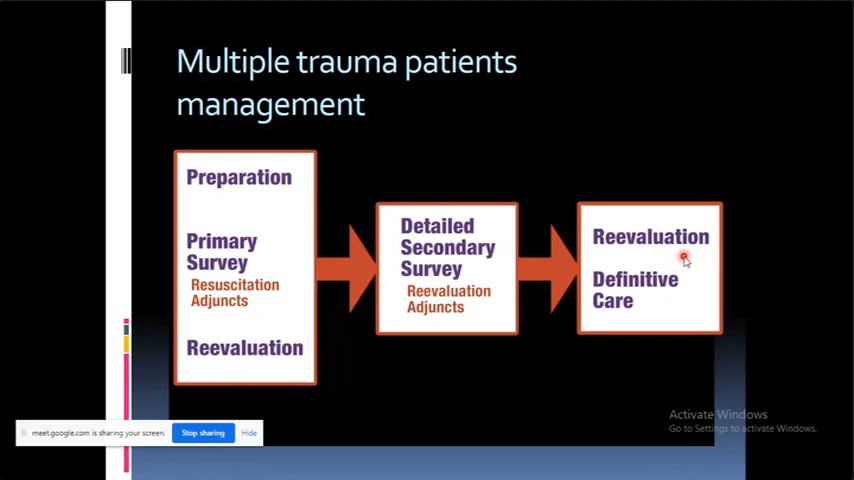 Multiple trauma patients
management
Preparation
Primary
Survey
Resuscitation
Adjuncts
Reevaluation
Detailed
Secondary
Survey
Reevaluation
Adjuncts
Reevaluation
Definitive
Care
Activate Windows
Go to Settings to activate Windows.
meet.google.com is sharing your screen.
Stop sharing
Hide